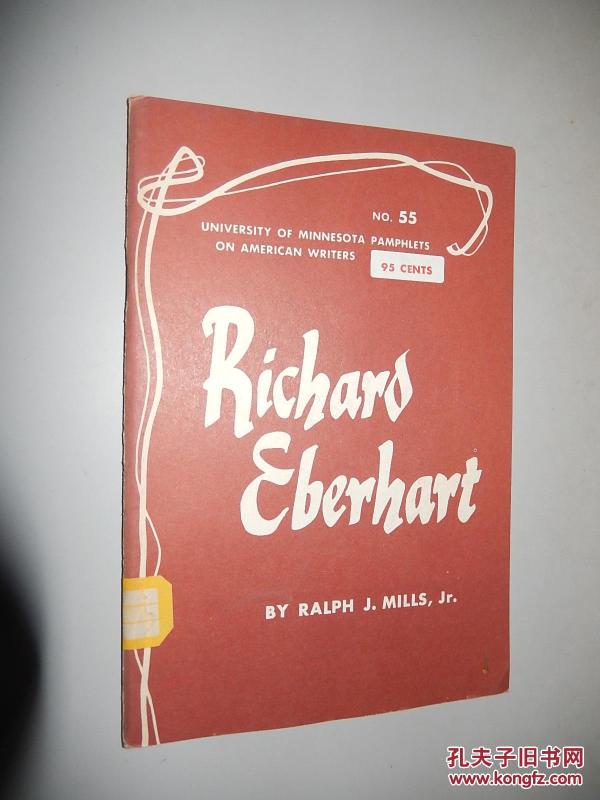 NO. 55
UNIVERSITY OF MINNESOTA PAMPHLETS
ON AMERICAN WRITERS
95 CENTS
Richard
Eberhart
BY RALPH J. MILLS, Jr.
孔夫子旧书网
www.kongfz.com